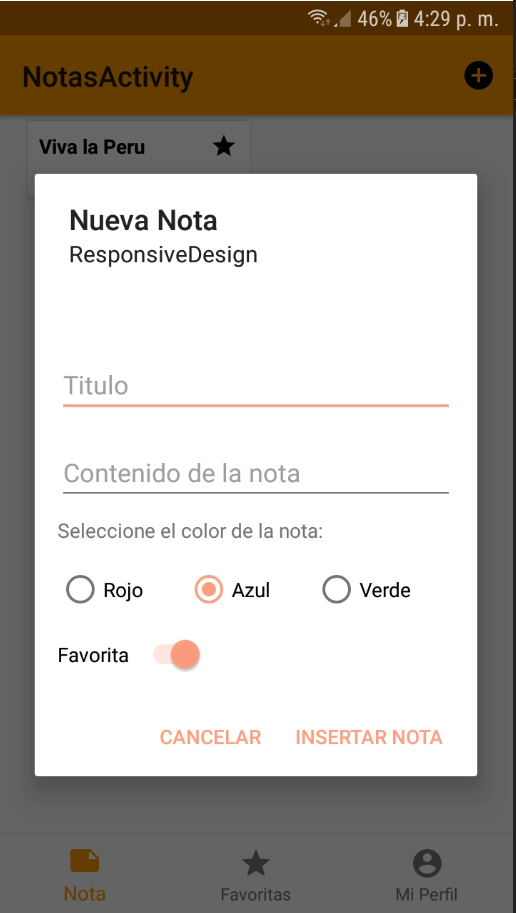 46% 4:29 p. m.
NotasActivity
Viva la Peru
Nueva Nota
ResponsiveDesign
Titulo
Contenido de la nota
Seleccione el color de la nota:
Rojo Azul Verde
Favorita
CANCELAR INSERTAR NOTA
Nota Favoritas Mi Perfil